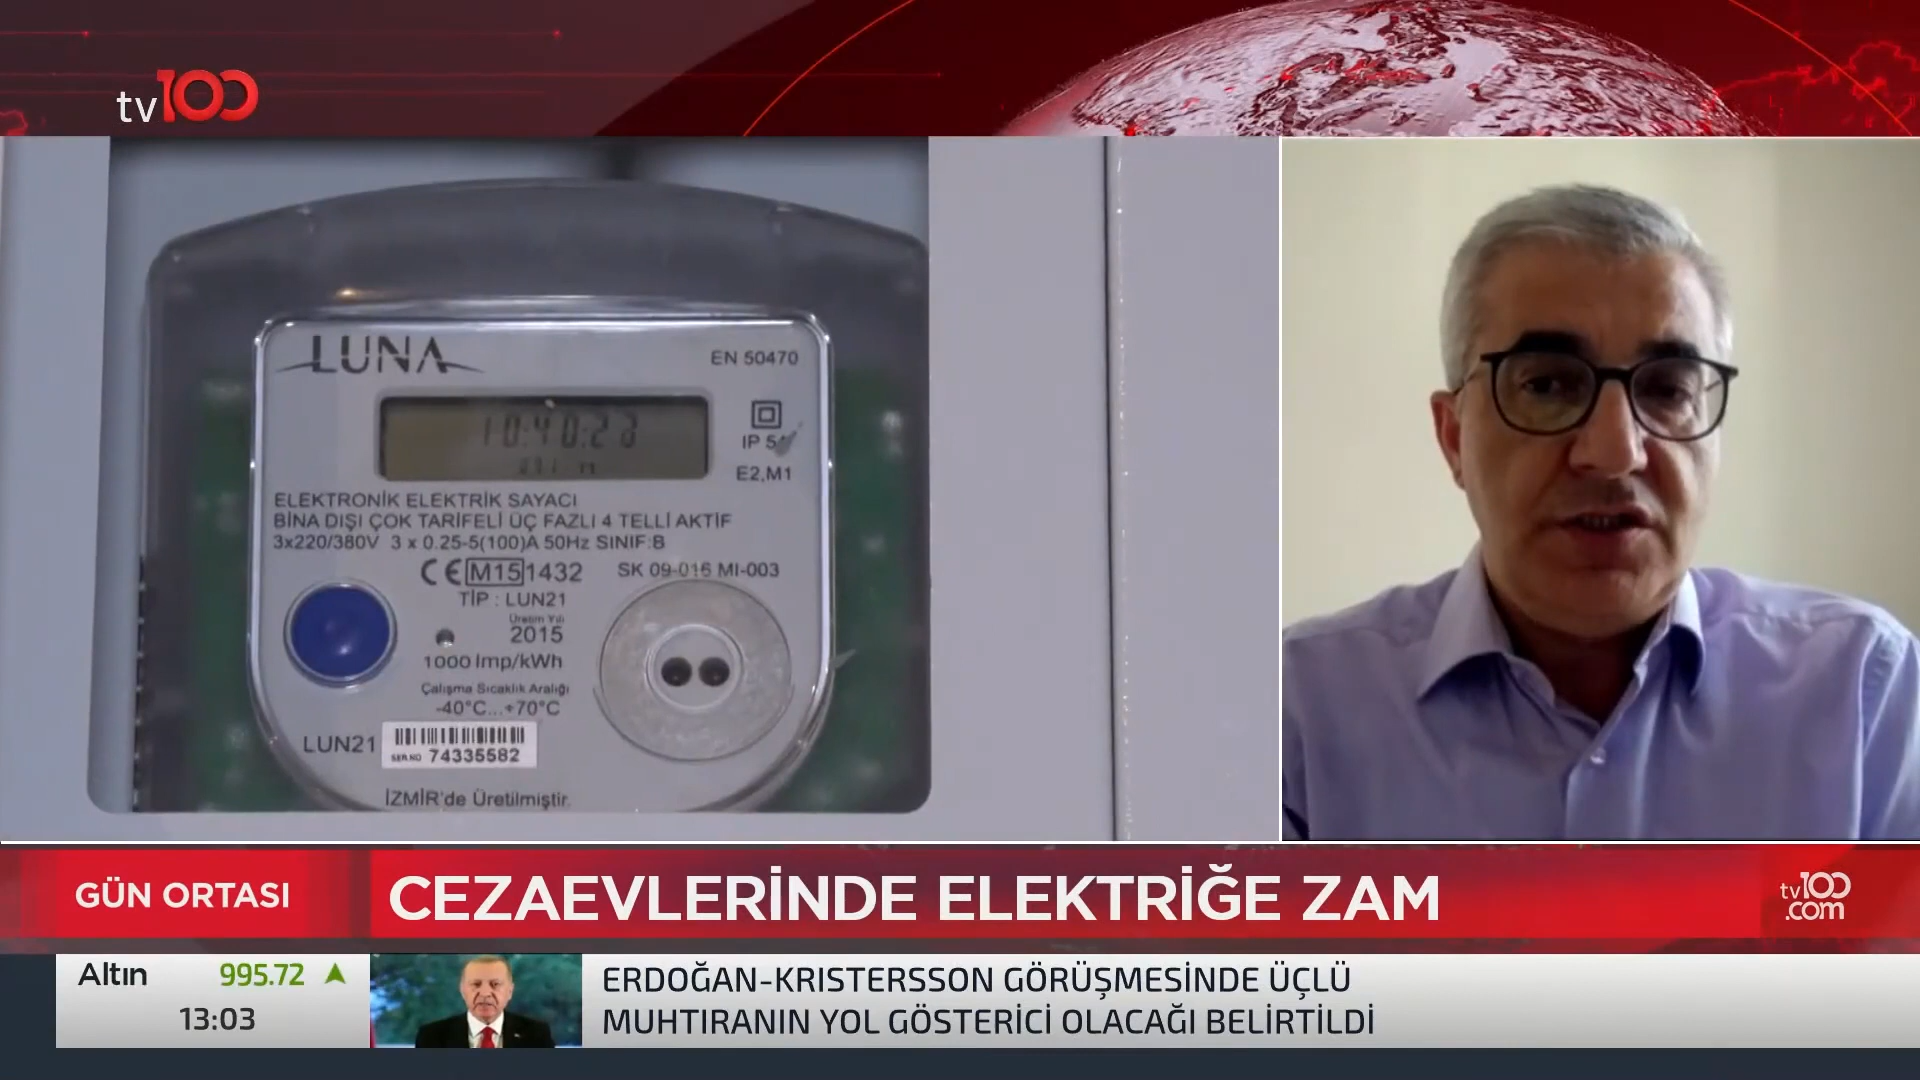 tv100
LUNA
EN 50470
10:40:23
IP 54
E2,M1
ELEKTRONİK ELEKTRİK SAYACI
BİNA DIŞI ÇOK TARİFELİ ÜÇ FAZLI 4 TELLİ AKTİF
3x220/380V 3 x 0.25-5(100)A 50Hz SINIF:B
CE M15 1432
SK 09-016 MI-003
TİP : LUN21
Üretim Yılı
2015
1000 Imp/kWh
Çalışma Sıcaklık Aralığı
-40°C...+70°C
LUN21
SER.NO 74335582
İZMİR'de Üretilmiştir.
GÜN ORTASI
CEZAEVLERİNDE ELEKTRİĞE ZAM
tv100
.com
Altın 995.72
13:03
ERDOĞAN-KRISTERSSON GÖRÜŞMESİNDE ÜÇLÜ
MUHTIRANIN YOL GÖSTERİCİ OLACAĞI BELİRTİLDİ